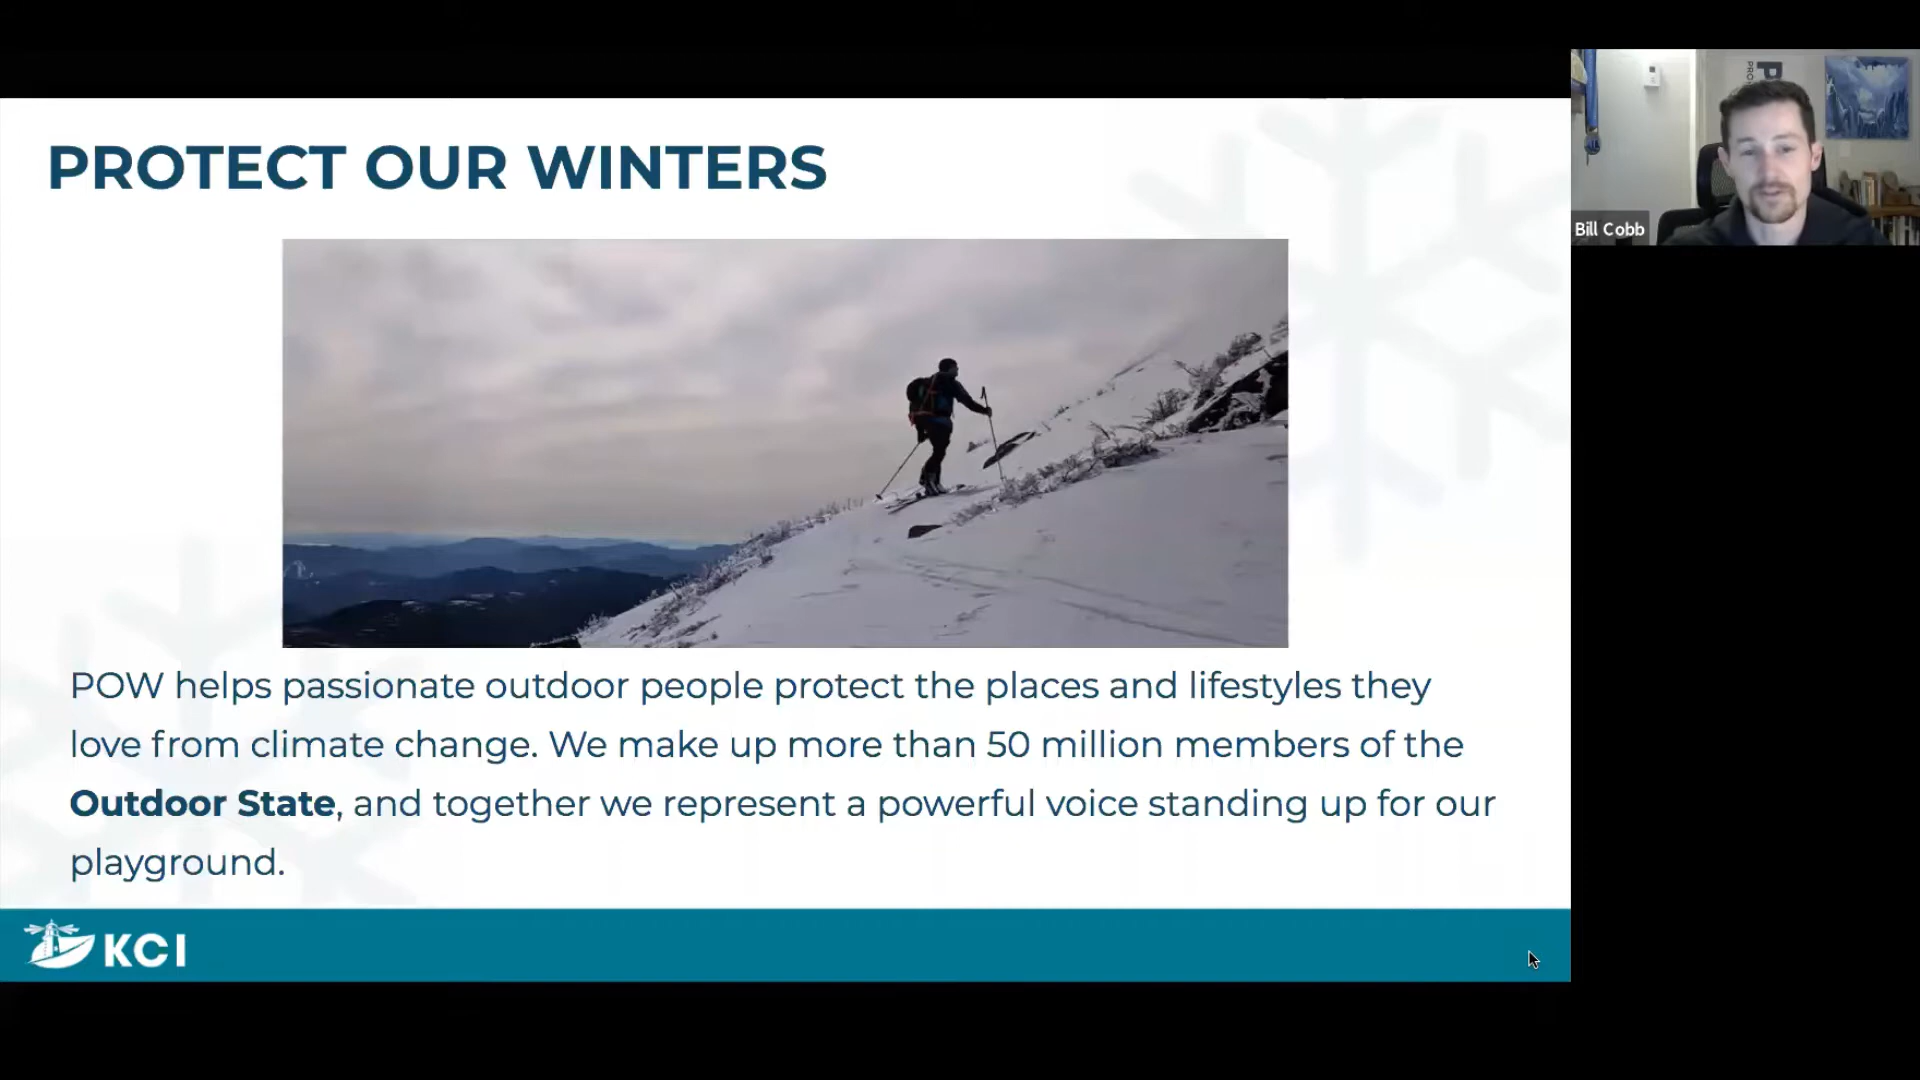 PROTECT OUR WINTERS
POW helps passionate outdoor people protect the places and lifestyles they
love from climate change. We make up more than 50 million members of the
Outdoor State, and together we represent a powerful voice standing up for our
playground.
KCI
Bill Cobb